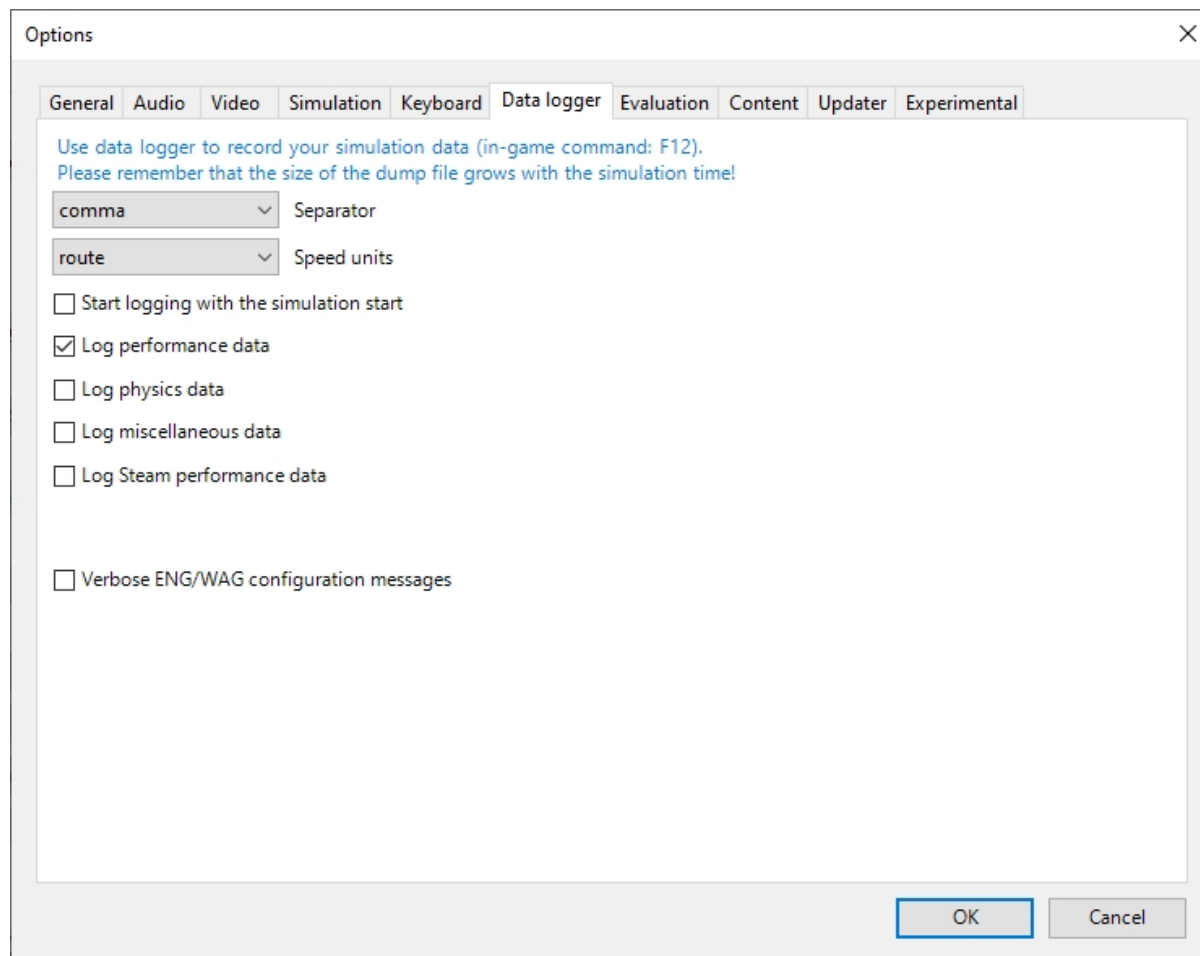 Options
General Audio Video Simulation Keyboard Data logger Evaluation Content Updater Experimental
Use data logger to record your simulation data (in-game command: F12).
Please remember that the size of the dump file grows with the simulation time!
comma Separator
route Speed units
Start logging with the simulation start
Log performance data
Log physics data
Log miscellaneous data
Log Steam performance data
Verbose ENG/WAG configuration messages
OK Cancel